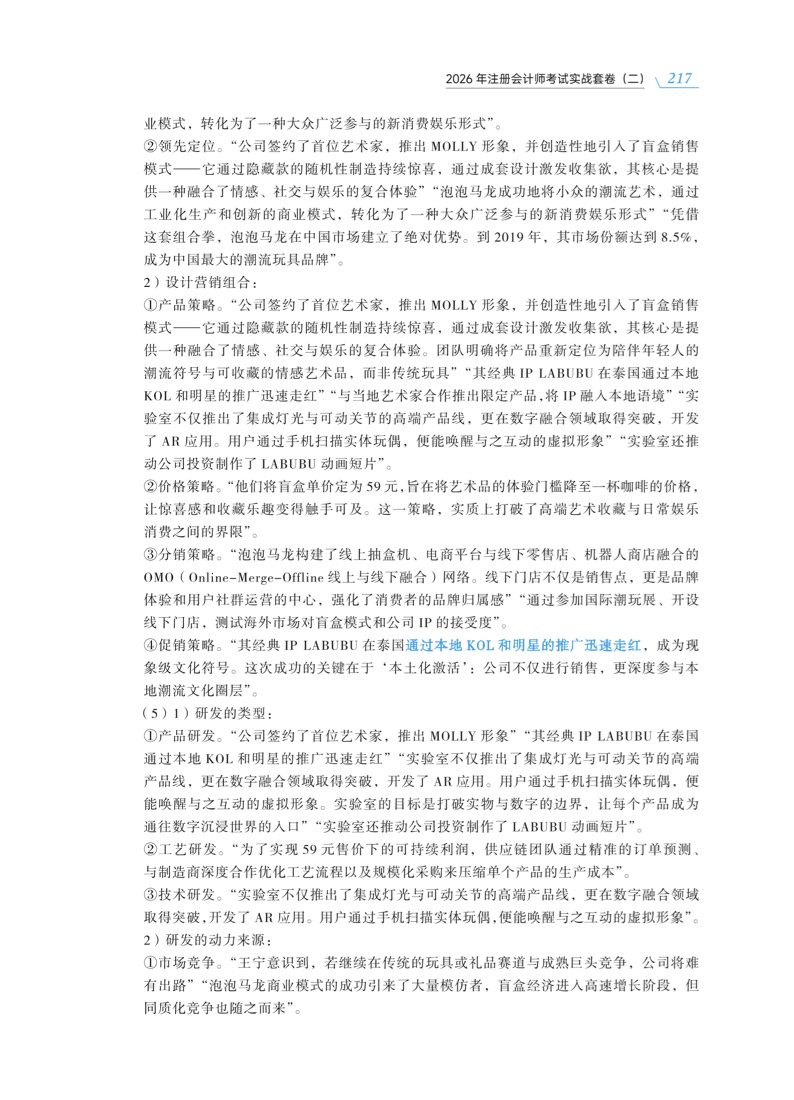 2026 年注册会计师考试实战套卷（二） 217
业模式，转化为了一种大众广泛参与的新消费娱乐形式”。
②领先定位。“公司签约了首位艺术家，推出 MOLLY 形象，并创造性地引入了盲盒销售
模式——它通过隐藏款的随机性制造持续惊喜，通过成套设计激发收集欲，其核心是提
供一种融合了情感、社交与娱乐的复合体验”“泡泡马龙成功地将小众的潮流艺术，通过
工业化生产和创新的商业模式，转化为了一种大众广泛参与的新消费娱乐形式”“凭借
这套组合拳，泡泡马龙在中国市场建立了绝对优势。到 2019 年，其市场份额达到 8.5%，
成为中国最大的潮流玩具品牌”。
2）设计营销组合：
①产品策略。“公司签约了首位艺术家，推出 MOLLY 形象，并创造性地引入了盲盒销售
模式——它通过隐藏款的随机性制造持续惊喜，通过成套设计激发收集欲，其核心是提
供一种融合了情感、社交与娱乐的复合体验。团队明确将产品重新定位为陪伴年轻人的
潮流符号与可收藏的情感艺术品，而非传统玩具”“其经典 IP LABUBU 在泰国通过本地
KOL 和明星的推广迅速走红”“与当地艺术家合作推出限定产品，将 IP 融入本地语境”“实
验室不仅推出了集成灯光与可动关节的高端产品线，更在数字融合领域取得突破，开发
了 AR 应用。用户通过手机扫描实体玩偶，便能唤醒与之互动的虚拟形象”“实验室还推
动公司投资制作了 LABUBU 动画短片”。
②价格策略。“他们将盲盒单价定为 59 元，旨在将艺术品的体验门槛降至一杯咖啡的价格，
让惊喜感和收藏乐趣变得触手可及。这一策略，实质上打破了高端艺术收藏与日常娱乐
消费之间的界限”。
③分销策略。“泡泡马龙构建了线上抽盒机、电商平台与线下零售店、机器人商店融合的
OMO（Online-Merge-Offline 线上与线下融合）网络。线下门店不仅是销售点，更是品牌
体验和用户社群运营的中心，强化了消费者的品牌归属感”“通过参加国际潮玩展、开设
线下门店，测试海外市场对盲盒模式和公司 IP 的接受度”。
④促销策略。“其经典 IP LABUBU 在泰国通过本地 KOL 和明星的推广迅速走红，成为现
象级文化符号。这次成功的关键在于‘本土化激活’：公司不仅进行销售，更深度参与本
地潮流文化圈层”。
（5）1）研发的类型：
①产品研发。“公司签约了首位艺术家，推出 MOLLY 形象”“其经典 IP LABUBU 在泰国
通过本地 KOL 和明星的推广迅速走红”“实验室不仅推出了集成灯光与可动关节的高端
产品线，更在数字融合领域取得突破，开发了 AR 应用。用户通过手机扫描实体玩偶，便
能唤醒与之互动的虚拟形象。实验室的目标是打破实物与数字的边界，让每个产品成为
通往数字沉浸世界的入口”“实验室还推动公司投资制作了 LABUBU 动画短片”。
②工艺研发。“为了实现 59 元售价下的可持续利润，供应链团队通过精准的订单预测、
与制造商深度合作优化工艺流程以及规模化采购来压缩单个产品的生产成本”。
③技术研发。“实验室不仅推出了集成灯光与可动关节的高端产品线，更在数字融合领域
取得突破，开发了 AR 应用。用户通过手机扫描实体玩偶，便能唤醒与之互动的虚拟形象”。
2）研发的动力来源：
①市场竞争。“王宁意识到，若继续在传统的玩具或礼品赛道与成熟巨头竞争，公司将难
有出路”“泡泡马龙商业模式的成功引来了大量模仿者，盲盒经济进入高速增长阶段，但
同质化竞争也随之而来”。